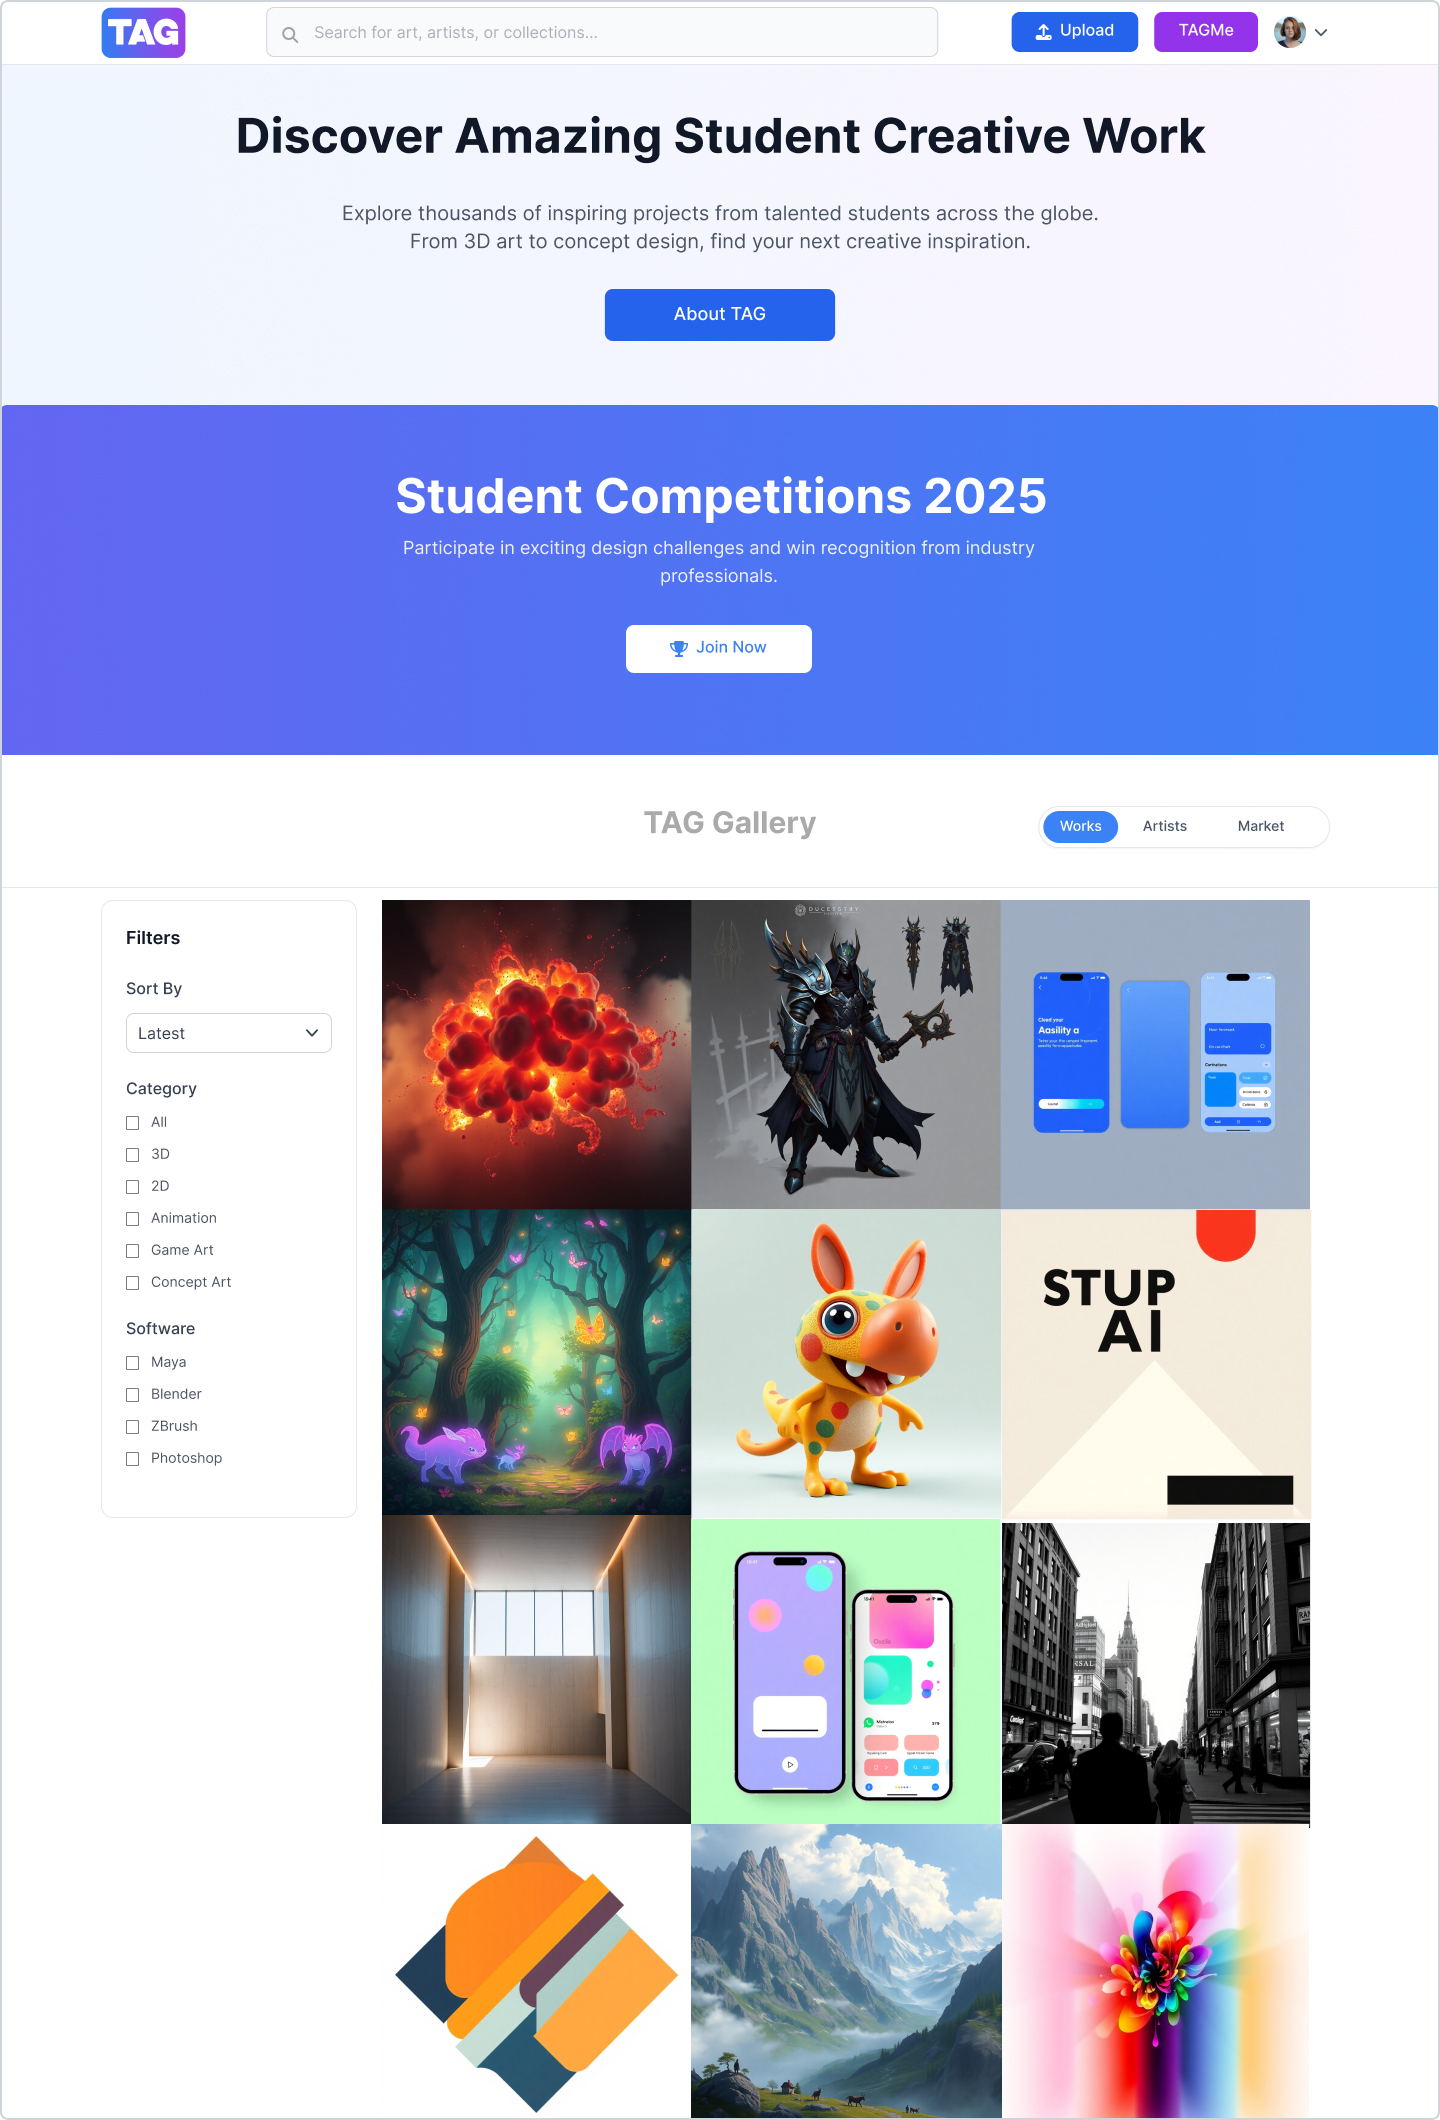 TAG
Search for art, artists, or collections...
Upload
TAGMe
Discover Amazing Student Creative Work
Explore thousands of inspiring projects from talented students across the globe.
From 3D art to concept design, find your next creative inspiration.
About TAG
Student Competitions 2025
Participate in exciting design challenges and win recognition from industry
professionals.
Join Now
TAG Gallery
Works
Artists
Market
Filters
Sort By
Latest
Category
All
3D
2D
Animation
Game Art
Concept Art
Software
Maya
Blender
ZBrush
Photoshop
Aasility a
STUP
AI